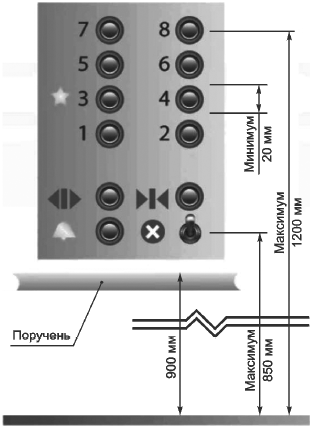 7 8
5 6
3 4
1 2
Минимум
20 мм
Максимум
1200 мм
Поручень
900 мм
Максимум
850 мм